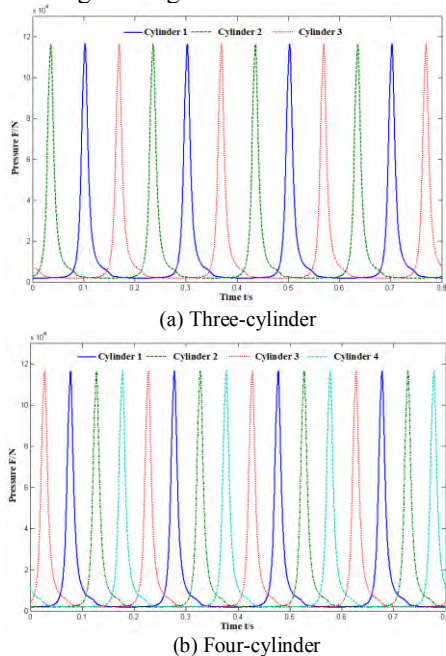 x 10⁴
Cylinder 1 Cylinder 2 Cylinder 3
12
10
8
6
4
2
0
Pressure F/N
0 0.1 0.2 0.3 0.4 0.5 0.6 0.7 0.8
Time t/s
(a) Three-cylinder
x 10⁴
Cylinder 1 Cylinder 2 Cylinder 3 Cylinder 4
12
10
8
6
4
2
0
Pressure F/N
0 0.1 0.2 0.3 0.4 0.5 0.6 0.7 0.8
Time t/s
(b) Four-cylinder